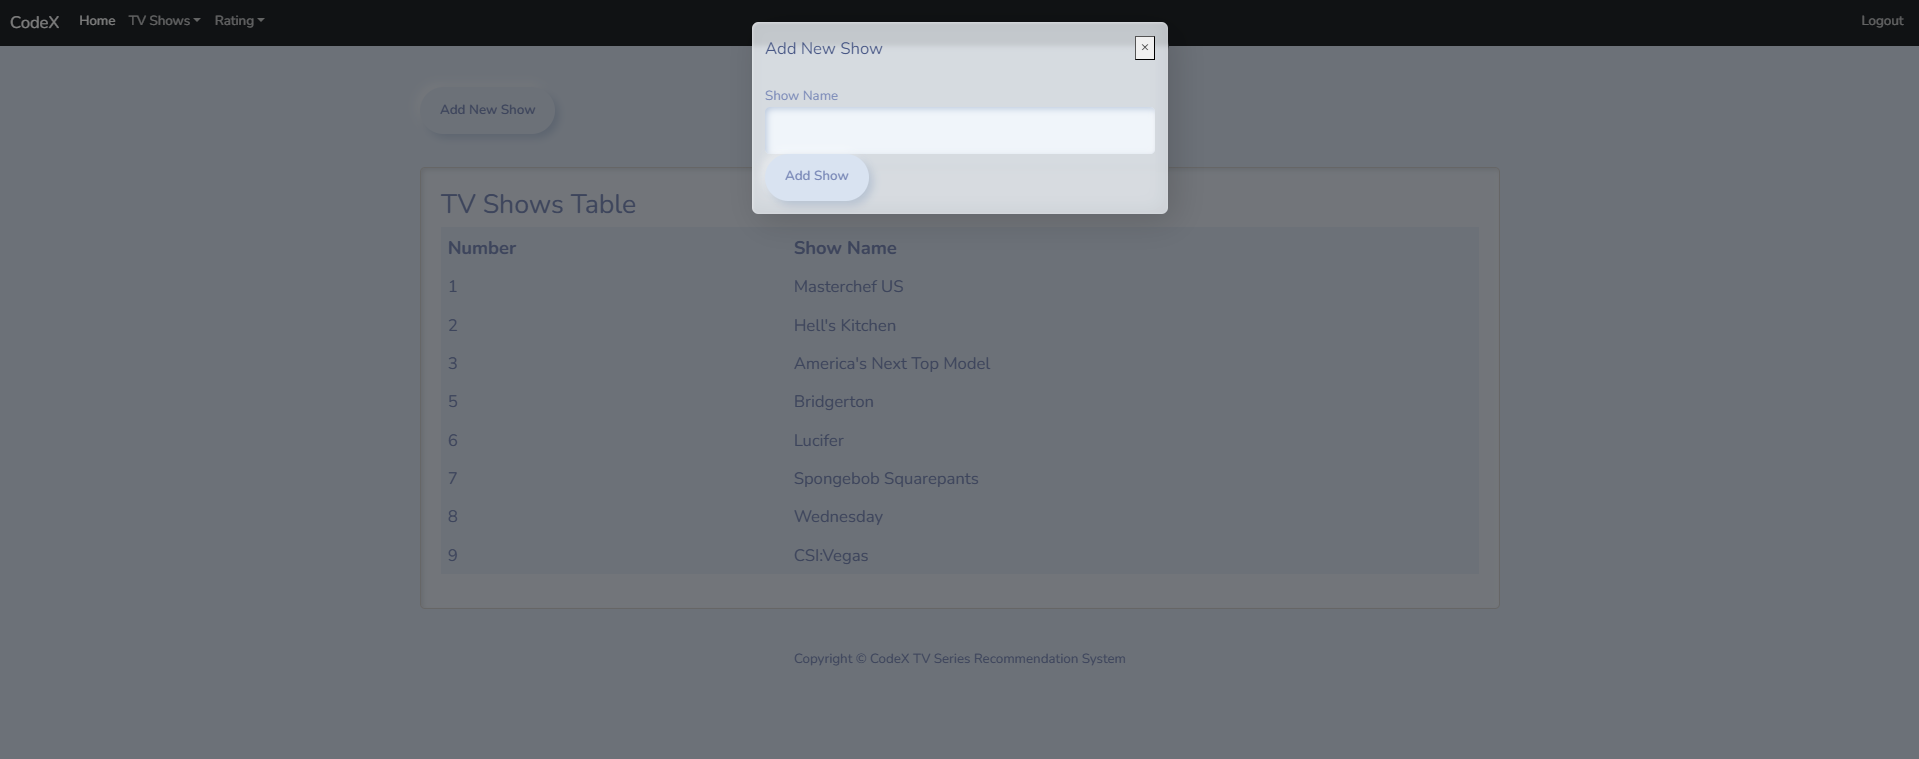 CodeX Home TV Shows Rating Logout
Add New Show ×
Show Name
Add Show
Add New Show
TV Shows Table
Number Show Name
1 Masterchef US
2 Hell's Kitchen
3 America's Next Top Model
5 Bridgerton
6 Lucifer
7 Spongebob Squarepants
8 Wednesday
9 CSI:Vegas
Copyright © CodeX TV Series Recommendation System